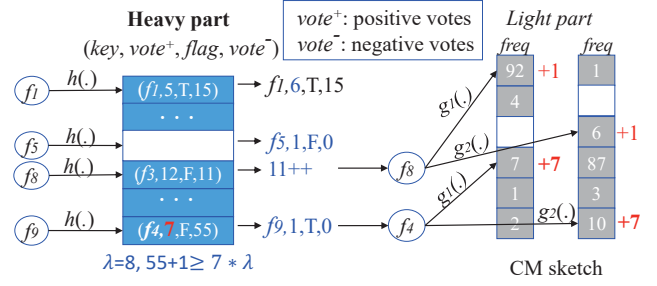 Heavy part
(key, vote⁺, flag, vote⁻)
vote⁺: positive votes
vote⁻: negative votes
Light part
freq
freq
f1
h(.)
(f1,5,T,15)
f1,6,T,15
. . .
f5
f5,1,F,0
f8
h(.)
(f3,12,F,11)
11++
f8
. . .
f9
h(.)
(f4,7,F,55)
f9,1,T,0
f4
λ=8, 55+1≥ 7 * λ
g1(.)
g2(.)
g1(.)
g2(.)
92
+1
4
7
+7
1
2
1
6
+1
87
3
10
+7
CM sketch